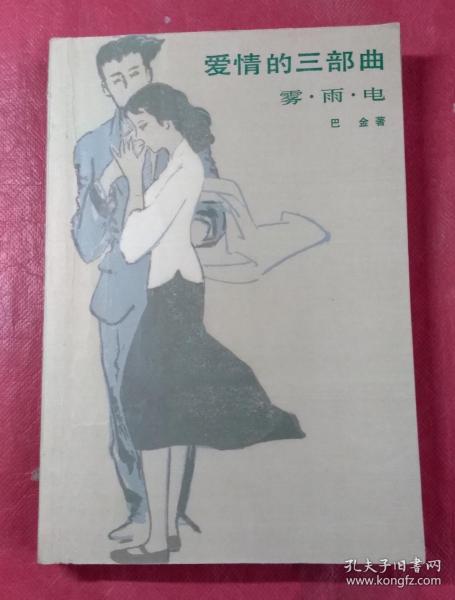 爱情的三部曲
雾·雨·电
巴 金 著
孔夫子旧书网
www.kongfz.com